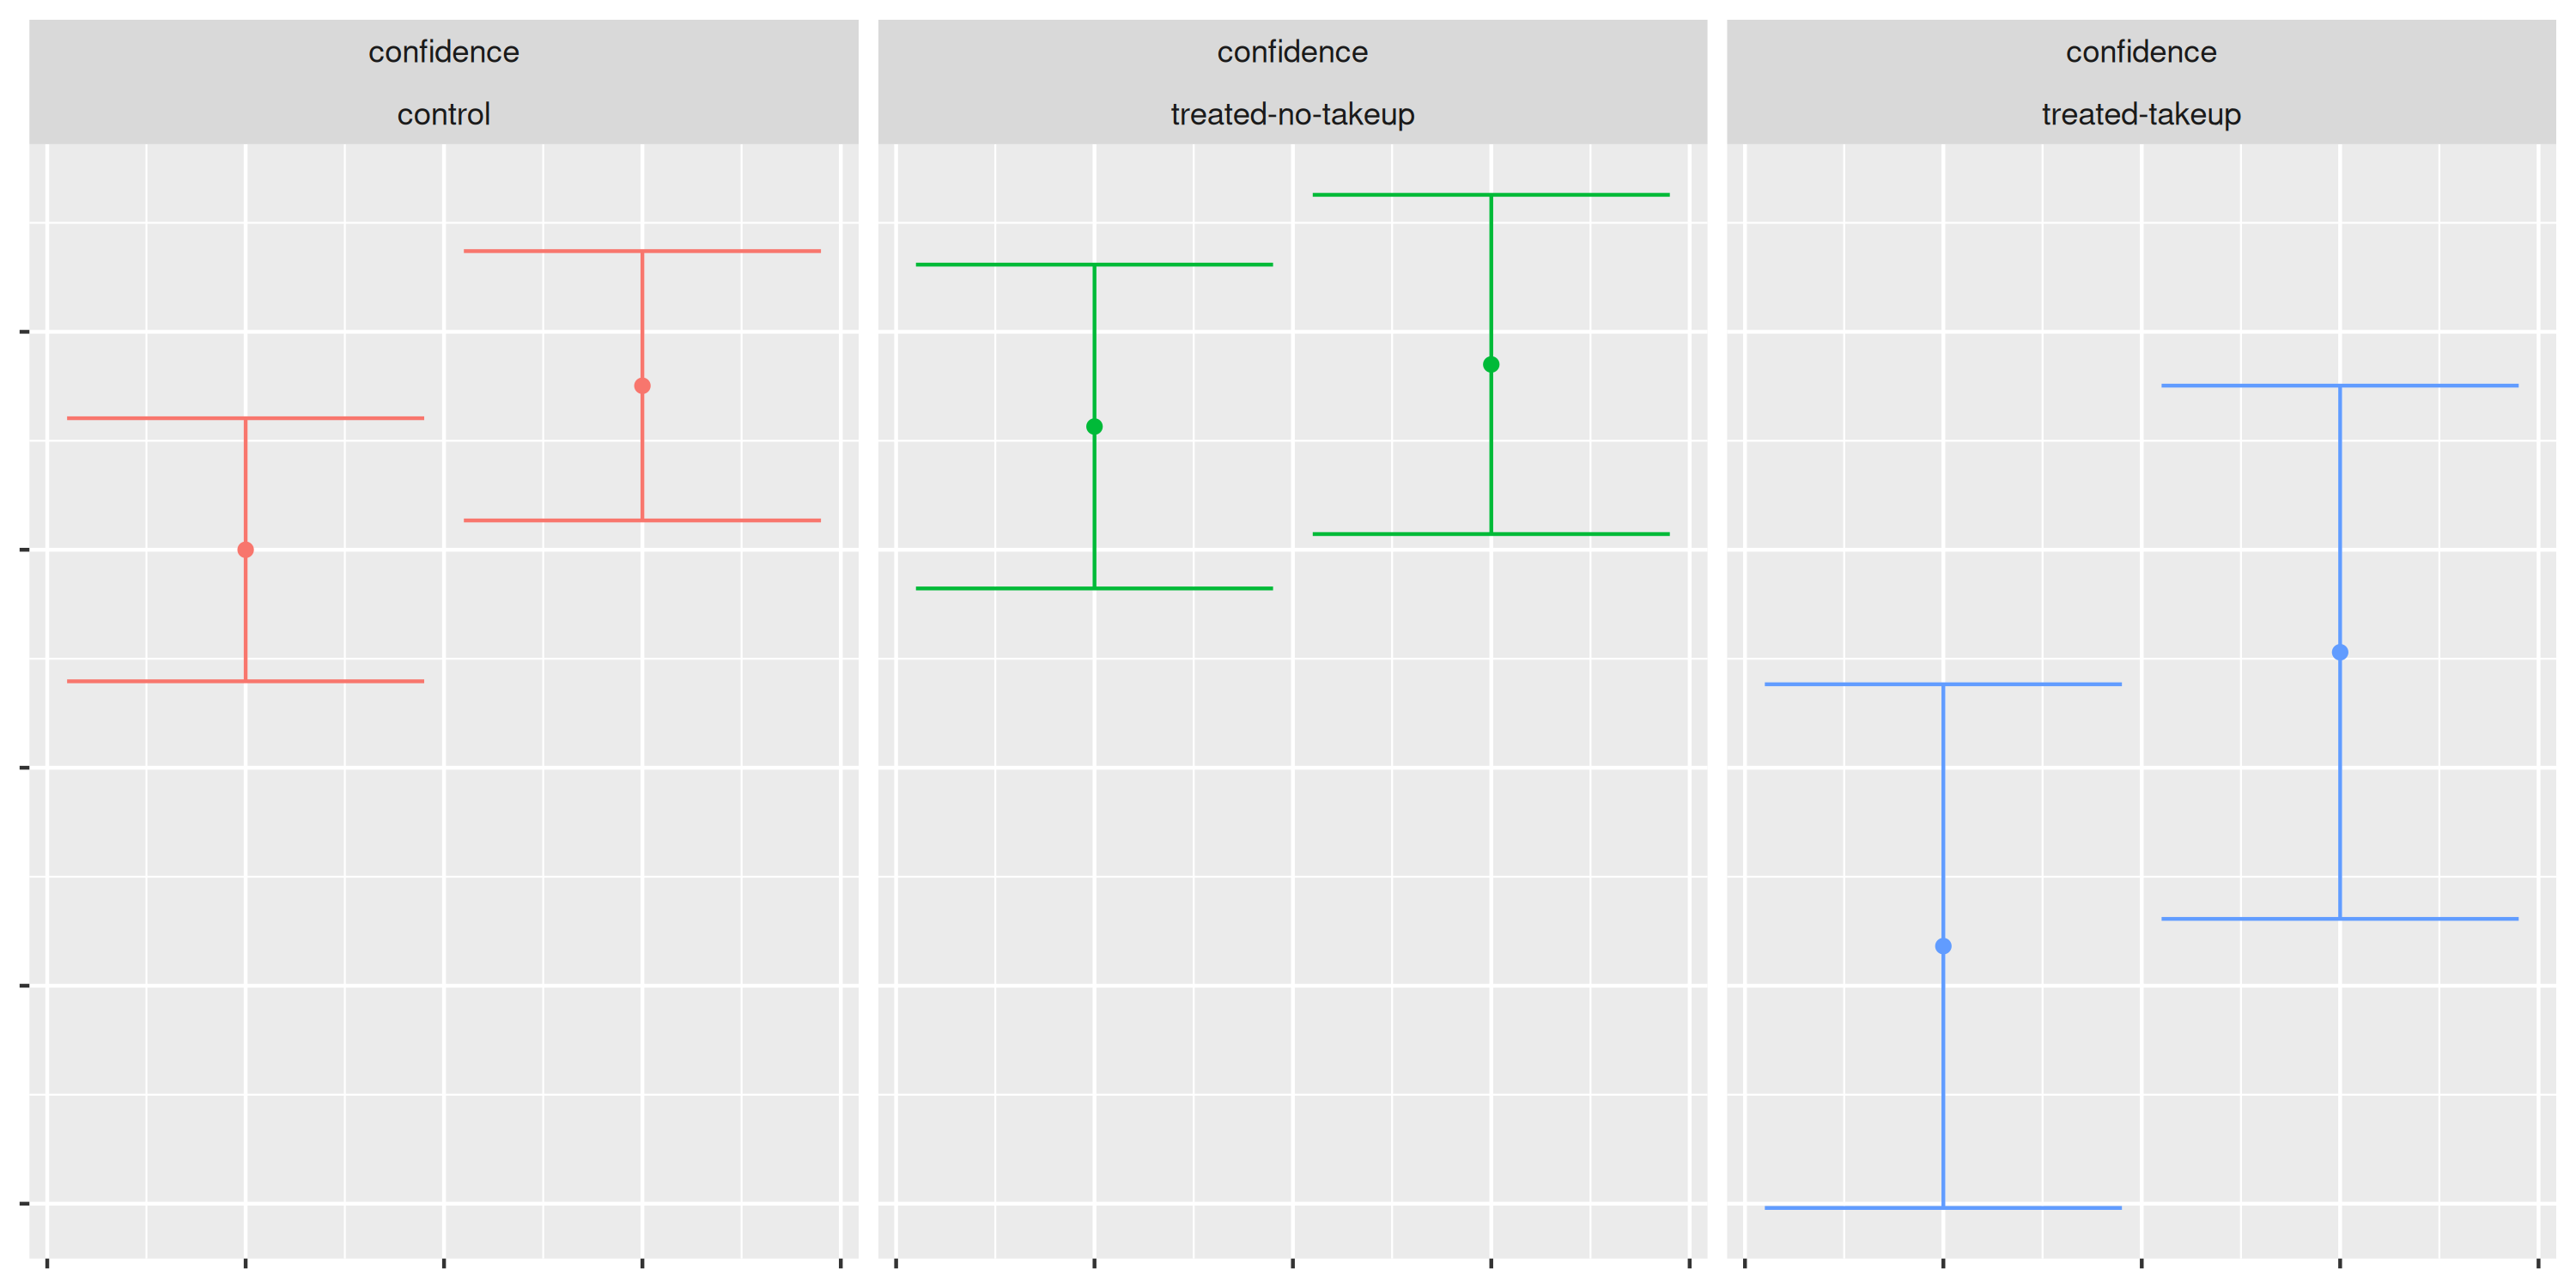 confidence
control
confidence
treated-no-takeup
confidence
treated-takeup